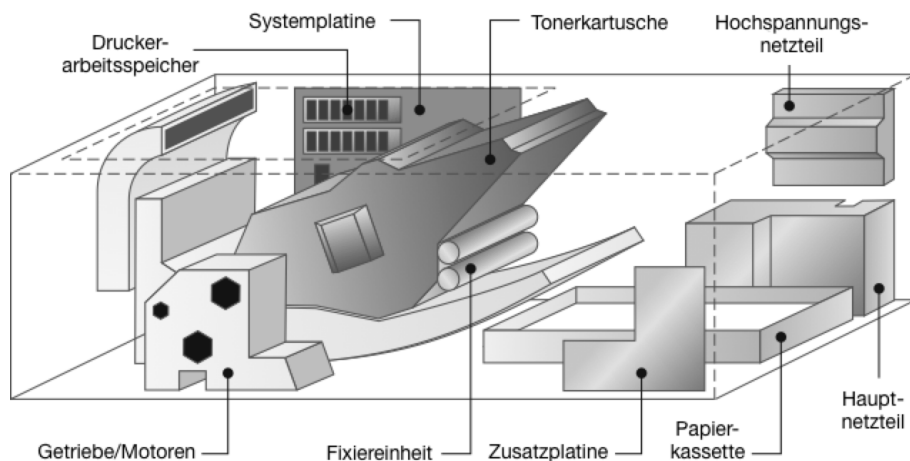 Systemplatine
Tonerkartusche
Hochspannungs-
netzteil
Drucker-
arbeitsspeicher
Getriebe/Motoren
Fixiereinheit
Zusatzplatine
Papier-
kassette
Haupt-
netzteil